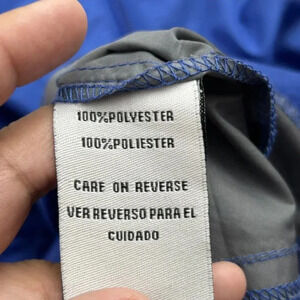 100%POLYESTER
100%POLIESTER
CARE ON REVERSE
VER REVERSO PARA EL
CUIDADO